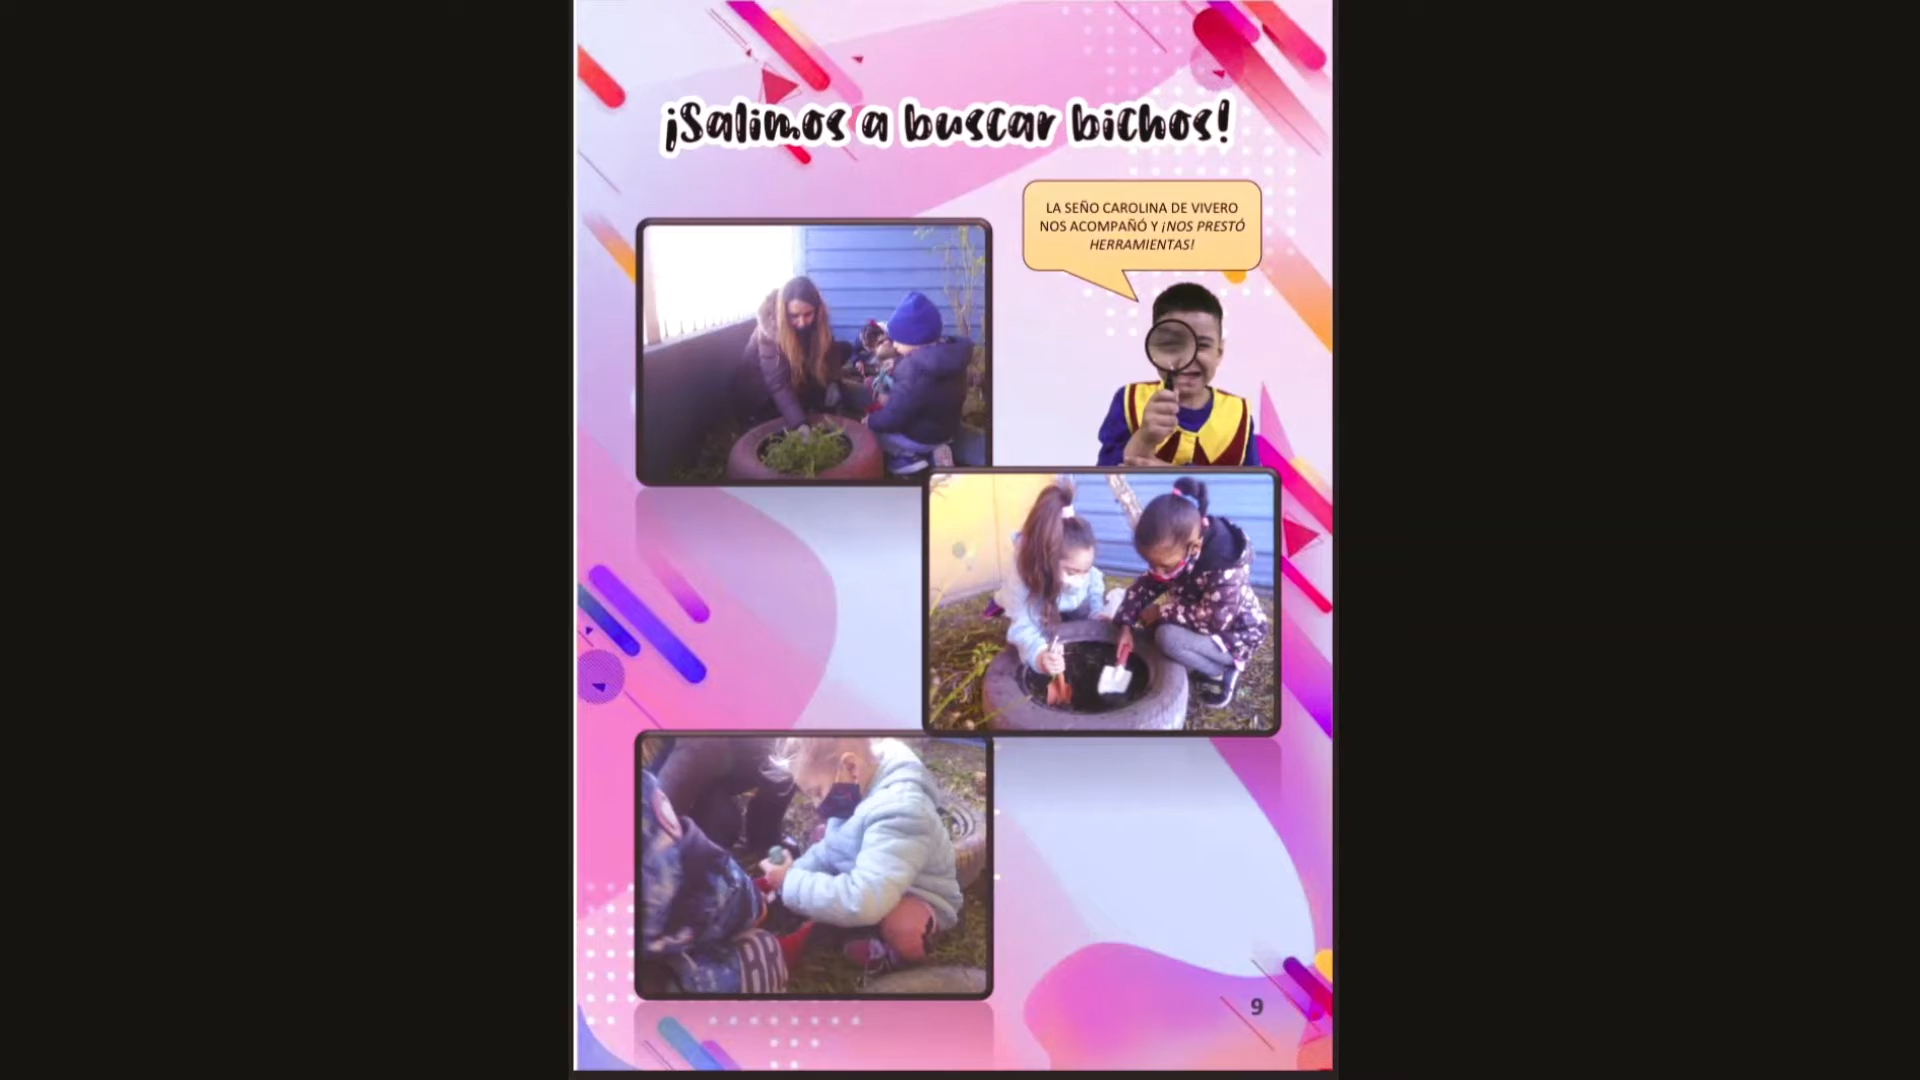 ¡Salimos a buscar bichos!
LA SEÑO CAROLINA DE VIVERO
NOS ACOMPAÑÓ Y ¡NOS PRESTÓ
HERRAMIENTAS!
9